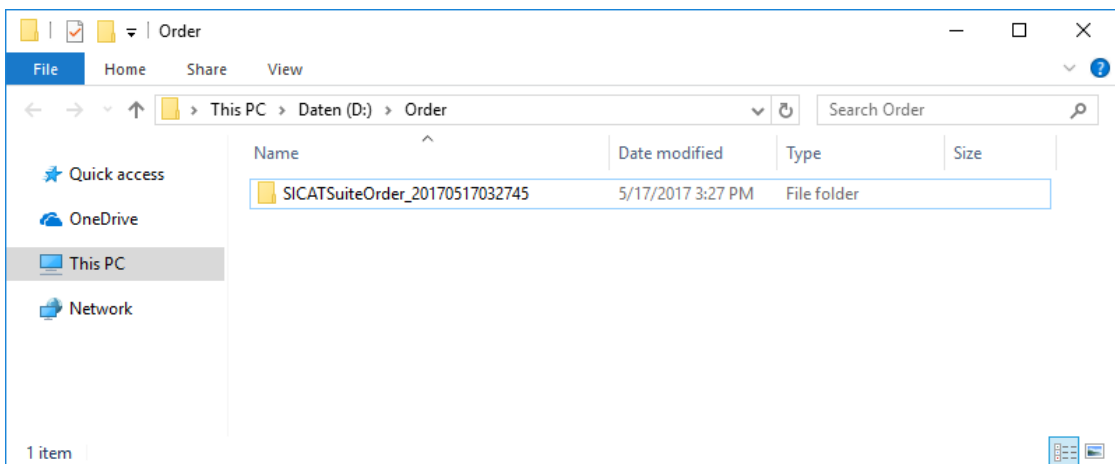 Order
File Home Share View
This PC > Daten (D:) > Order Search Order
Name Date modified Type Size
Quick access
SICATSuiteOrder_20170517032745 5/17/2017 3:27 PM File folder
OneDrive
This PC
Network
1 item